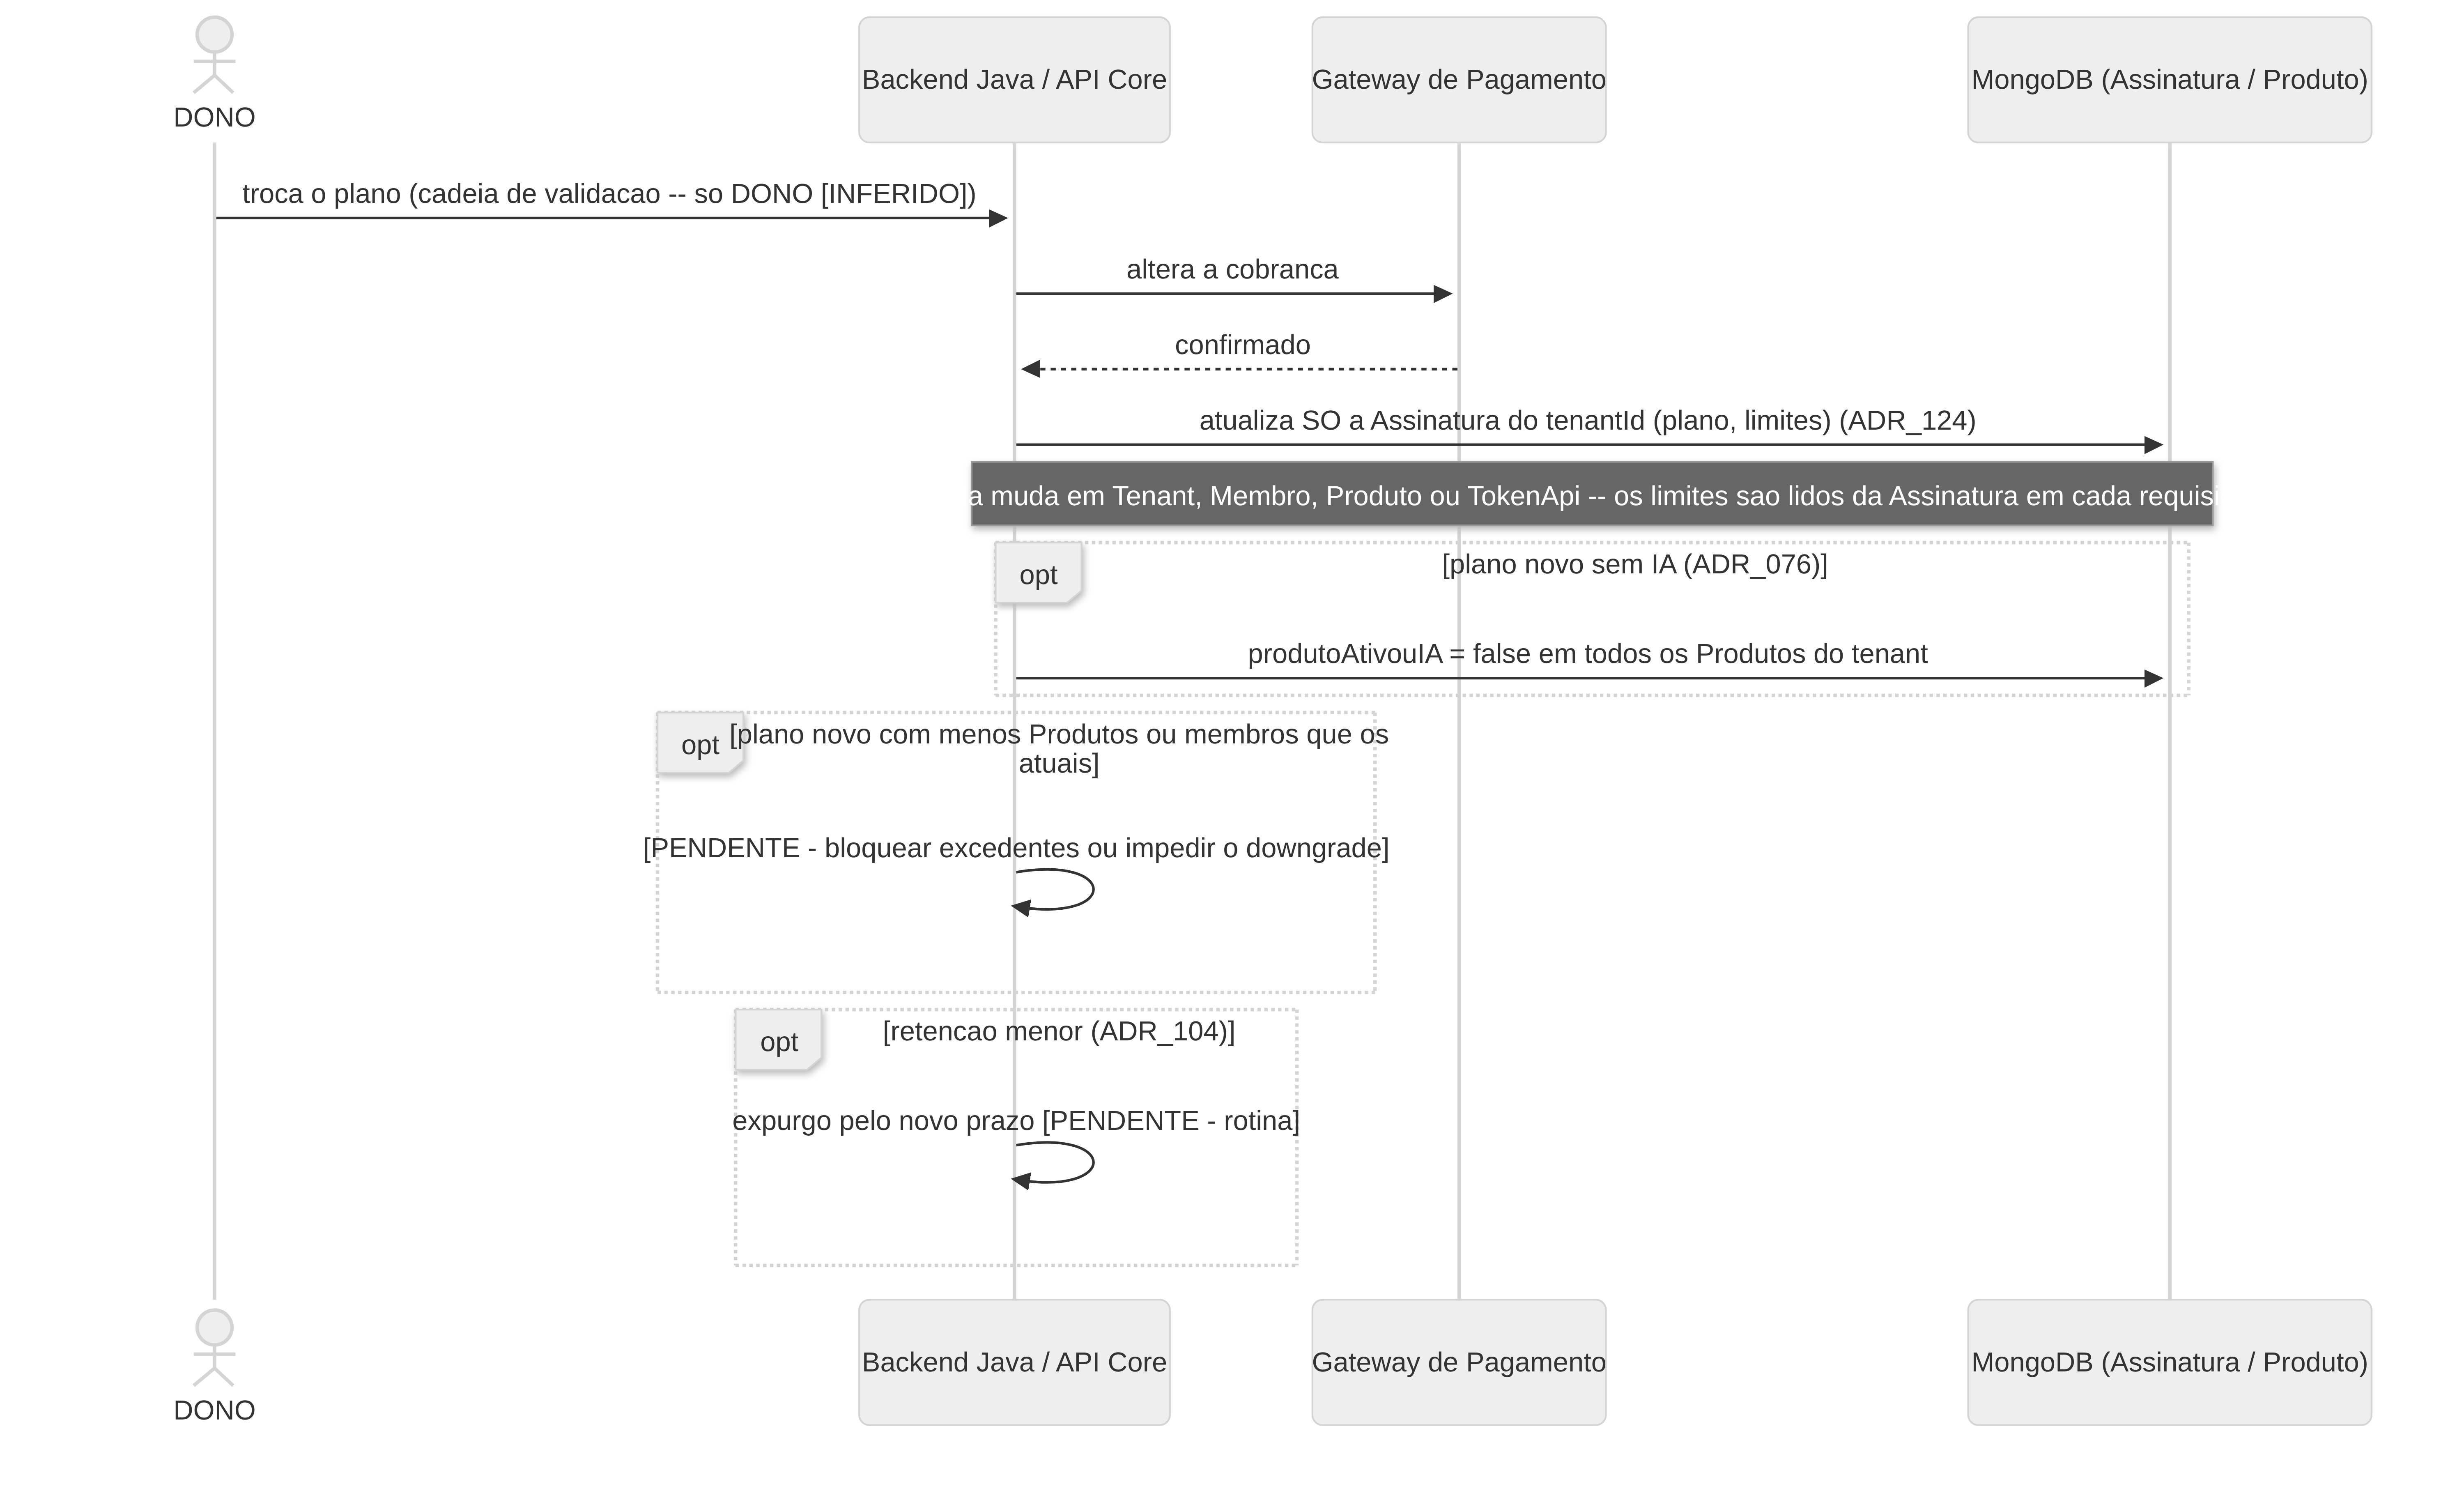 DONO
Backend Java / API Core
Gateway de Pagamento
MongoDB (Assinatura / Produto)
troca o plano (cadeia de validacao -- so DONO [INFERIDO])
altera a cobranca
confirmado
atualiza SO a Assinatura do tenantId (plano, limites) (ADR_124)
a muda em Tenant, Membro, Produto ou TokenApi -- os limites sao lidos da Assinatura em cada requisi
opt
[plano novo sem IA (ADR_076)]
produtoAtivouIA = false em todos os Produtos do tenant
opt
[plano novo com menos Produtos ou membros que os
atuais]
[PENDENTE - bloquear excedentes ou impedir o downgrade]
opt
[retencao menor (ADR_104)]
expurgo pelo novo prazo [PENDENTE - rotina]
DONO
Backend Java / API Core
Gateway de Pagamento
MongoDB (Assinatura / Produto)